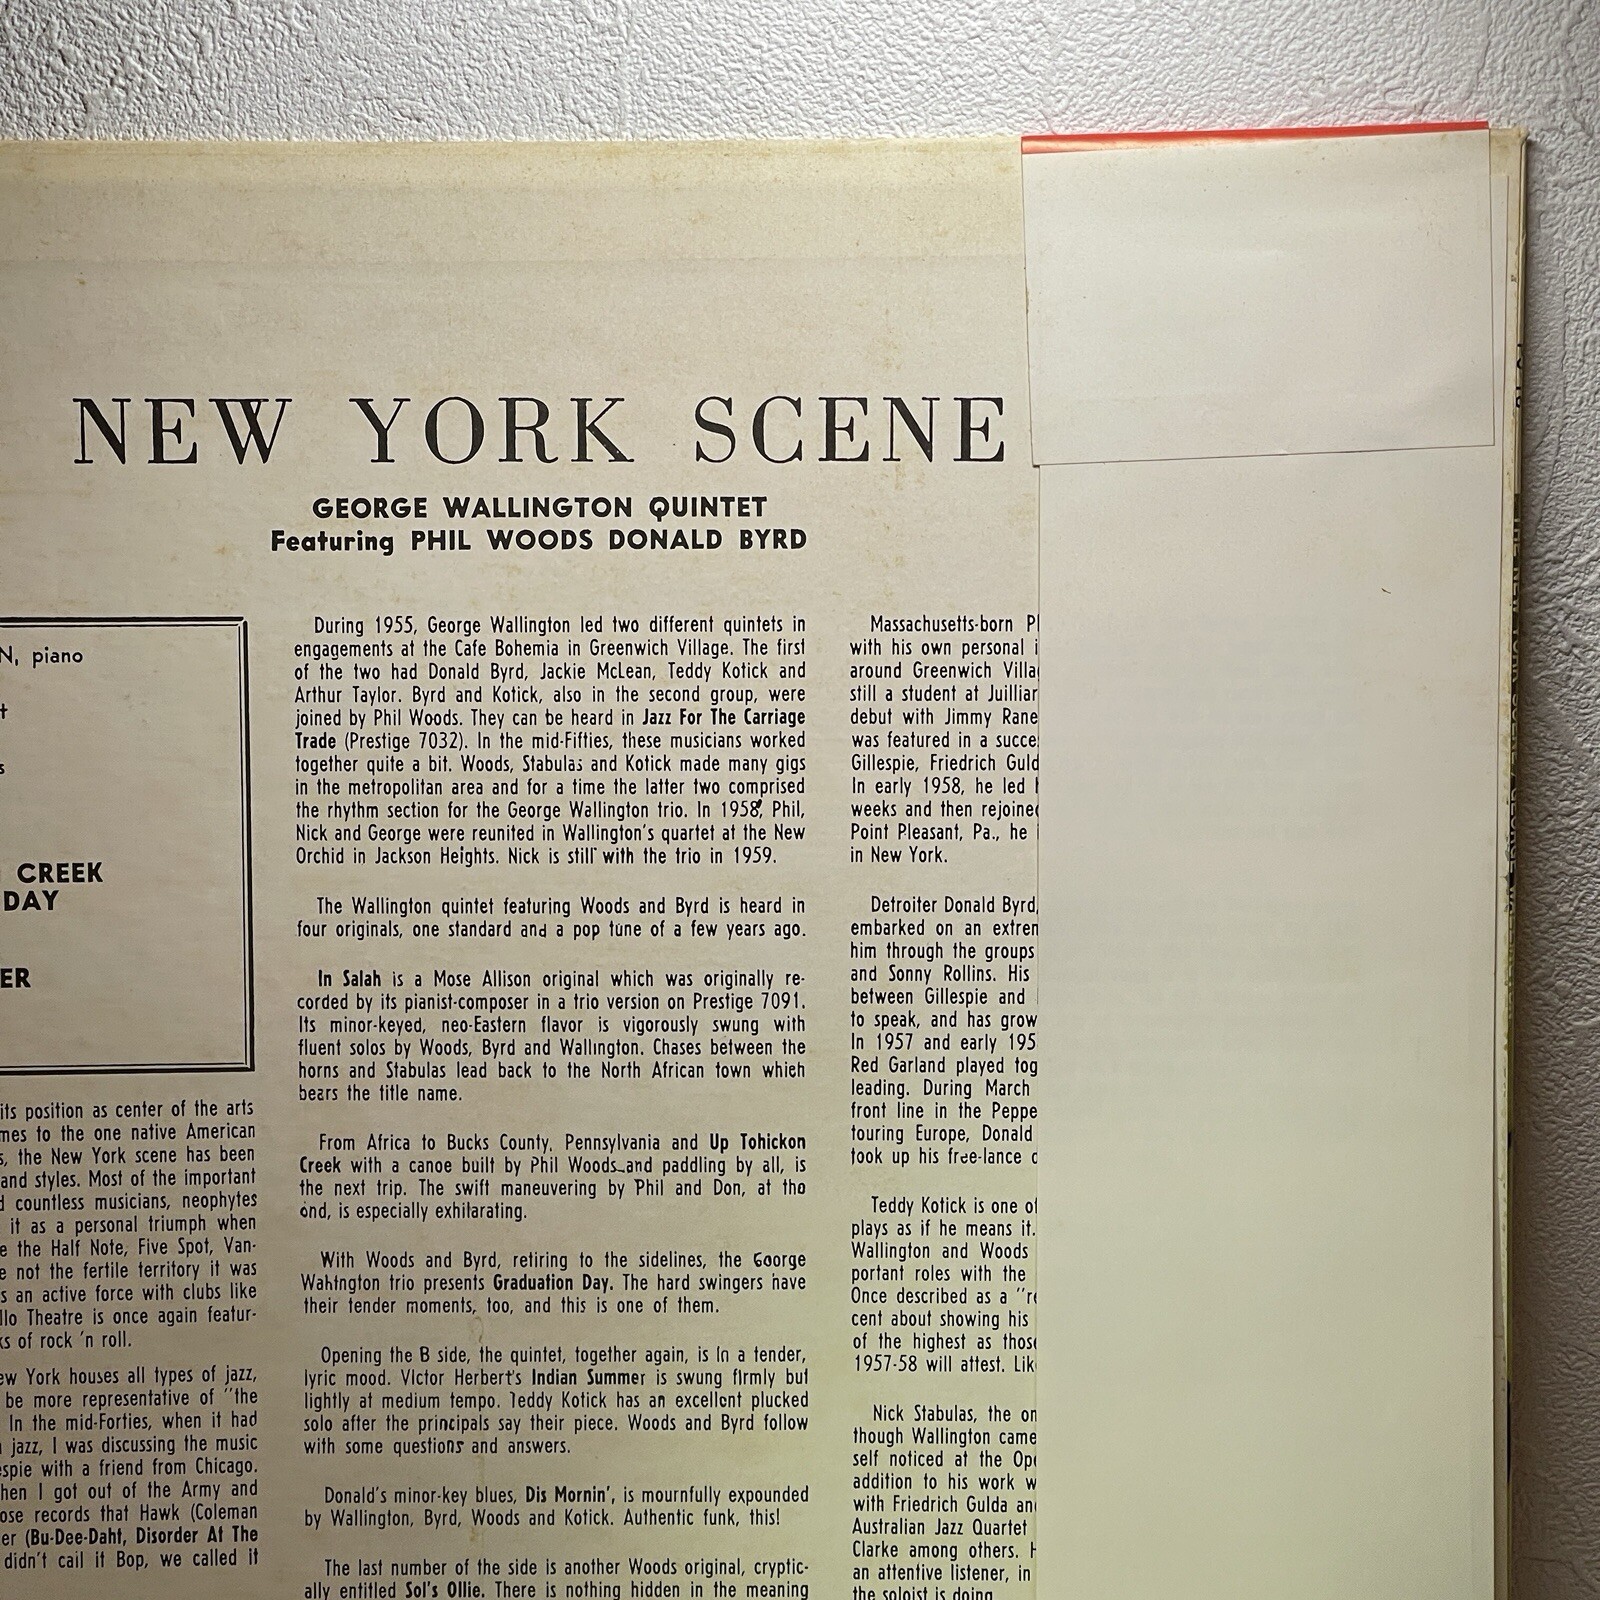 NEW YORK SCENE
GEORGE WALLINGTON QUINTET
Featuring PHIL WOODS DONALD BYRD
N, piano
t
s
CREEK
DAY
ER
its position as center of the arts
mes to the one native American
s, the New York scene has been
and styles. Most of the important
d countless musicians, neophytes
it as a personal triumph when
e the Half Note, Five Spot, Van-
e not the fertile territory it was
s an active force with clubs like
llo Theatre is once again featur-
ks of rock 'n roll.
ew York houses all types of jazz,
be more representative of "the
In the mid-Forties, when it had
jazz, I was discussing the music
espie with a friend from Chicago.
hen I got out of the Army and
ose records that Hawk (Coleman
er (Bu-Dee-Daht, Disorder At The
didn't call it Bop, we called it
During 1955, George Wallington led two different quintets in
engagements at the Cafe Bohemia in Greenwich Village. The first
of the two had Donald Byrd, Jackie McLean, Teddy Kotick and
Arthur Taylor. Byrd and Kotick, also in the second group, were
joined by Phil Woods. They can be heard in Jazz For The Carriage
Trade (Prestige 7032). In the mid-Fifties, these musicians worked
together quite a bit. Woods, Stabulas and Kotick made many gigs
in the metropolitan area and for a time the latter two comprised
the rhythm section for the George Wallington trio. In 1958, Phil,
Nick and George were reunited in Wallington's quartet at the New
Orchid in Jackson Heights. Nick is still with the trio in 1959.
The Wallington quintet featuring Woods and Byrd is heard in
four originals, one standard and a pop tune of a few years ago.
In Salah is a Mose Allison original which was originally re-
corded by its pianist-composer in a trio version on Prestige 7091.
Its minor-keyed, neo-Eastern flavor is vigorously swung with
fluent solos by Woods, Byrd and Wallington. Chases between the
horns and Stabulas lead back to the North African town which
bears the title name.
From Africa to Bucks County, Pennsylvania and Up Tohickon
Creek with a canoe built by Phil Woods and paddling by all, is
the next trip. The swift maneuvering by Phil and Don, at the
end, is especially exhilarating.
With Woods and Byrd, retiring to the sidelines, the George
Wallington trio presents Graduation Day. The hard swingers have
their tender moments, too, and this is one of them.
Opening the B side, the quintet, together again, is in a tender,
lyric mood. Victor Herbert's Indian Summer is swung firmly but
lightly at medium tempo. Teddy Kotick has an excellent plucked
solo after the principals say their piece. Woods and Byrd follow
with some questions and answers.
Donald's minor-key blues, Dis Mornin', is mournfully expounded
by Wallington, Byrd, Woods and Kotick. Authentic funk, this!
The last number of the side is another Woods original, cryptic-
ally entitled Sol's Ollie. There is nothing hidden in the meaning
Massachusetts-born P
with his own personal i
around Greenwich Villa
still a student at Juilliar
debut with Jimmy Rane
was featured in a succe
Gillespie, Friedrich Guld
In early 1958, he led
weeks and then rejoine
Point Pleasant, Pa., he
in New York.
Detroiter Donald Byrd,
embarked on an extren
him through the groups
and Sonny Rollins. His
between Gillespie and
to speak, and has grow
In 1957 and early 195
Red Garland played tog
leading. During March
front line in the Peppe
touring Europe, Donald
took up his free-lance c
Teddy Kotick is one of
plays as if he means it.
Wallington and Woods
portant roles with the
Once described as a "re
cent about showing his
of the highest as those
1957-58 will attest. Lik
Nick Stabulas, the on
though Wallington came
self noticed at the Ope
addition to his work w
with Friedrich Gulda an
Australian Jazz Quartet
Clarke among others. H
an attentive listener, in
the soloist is doing.